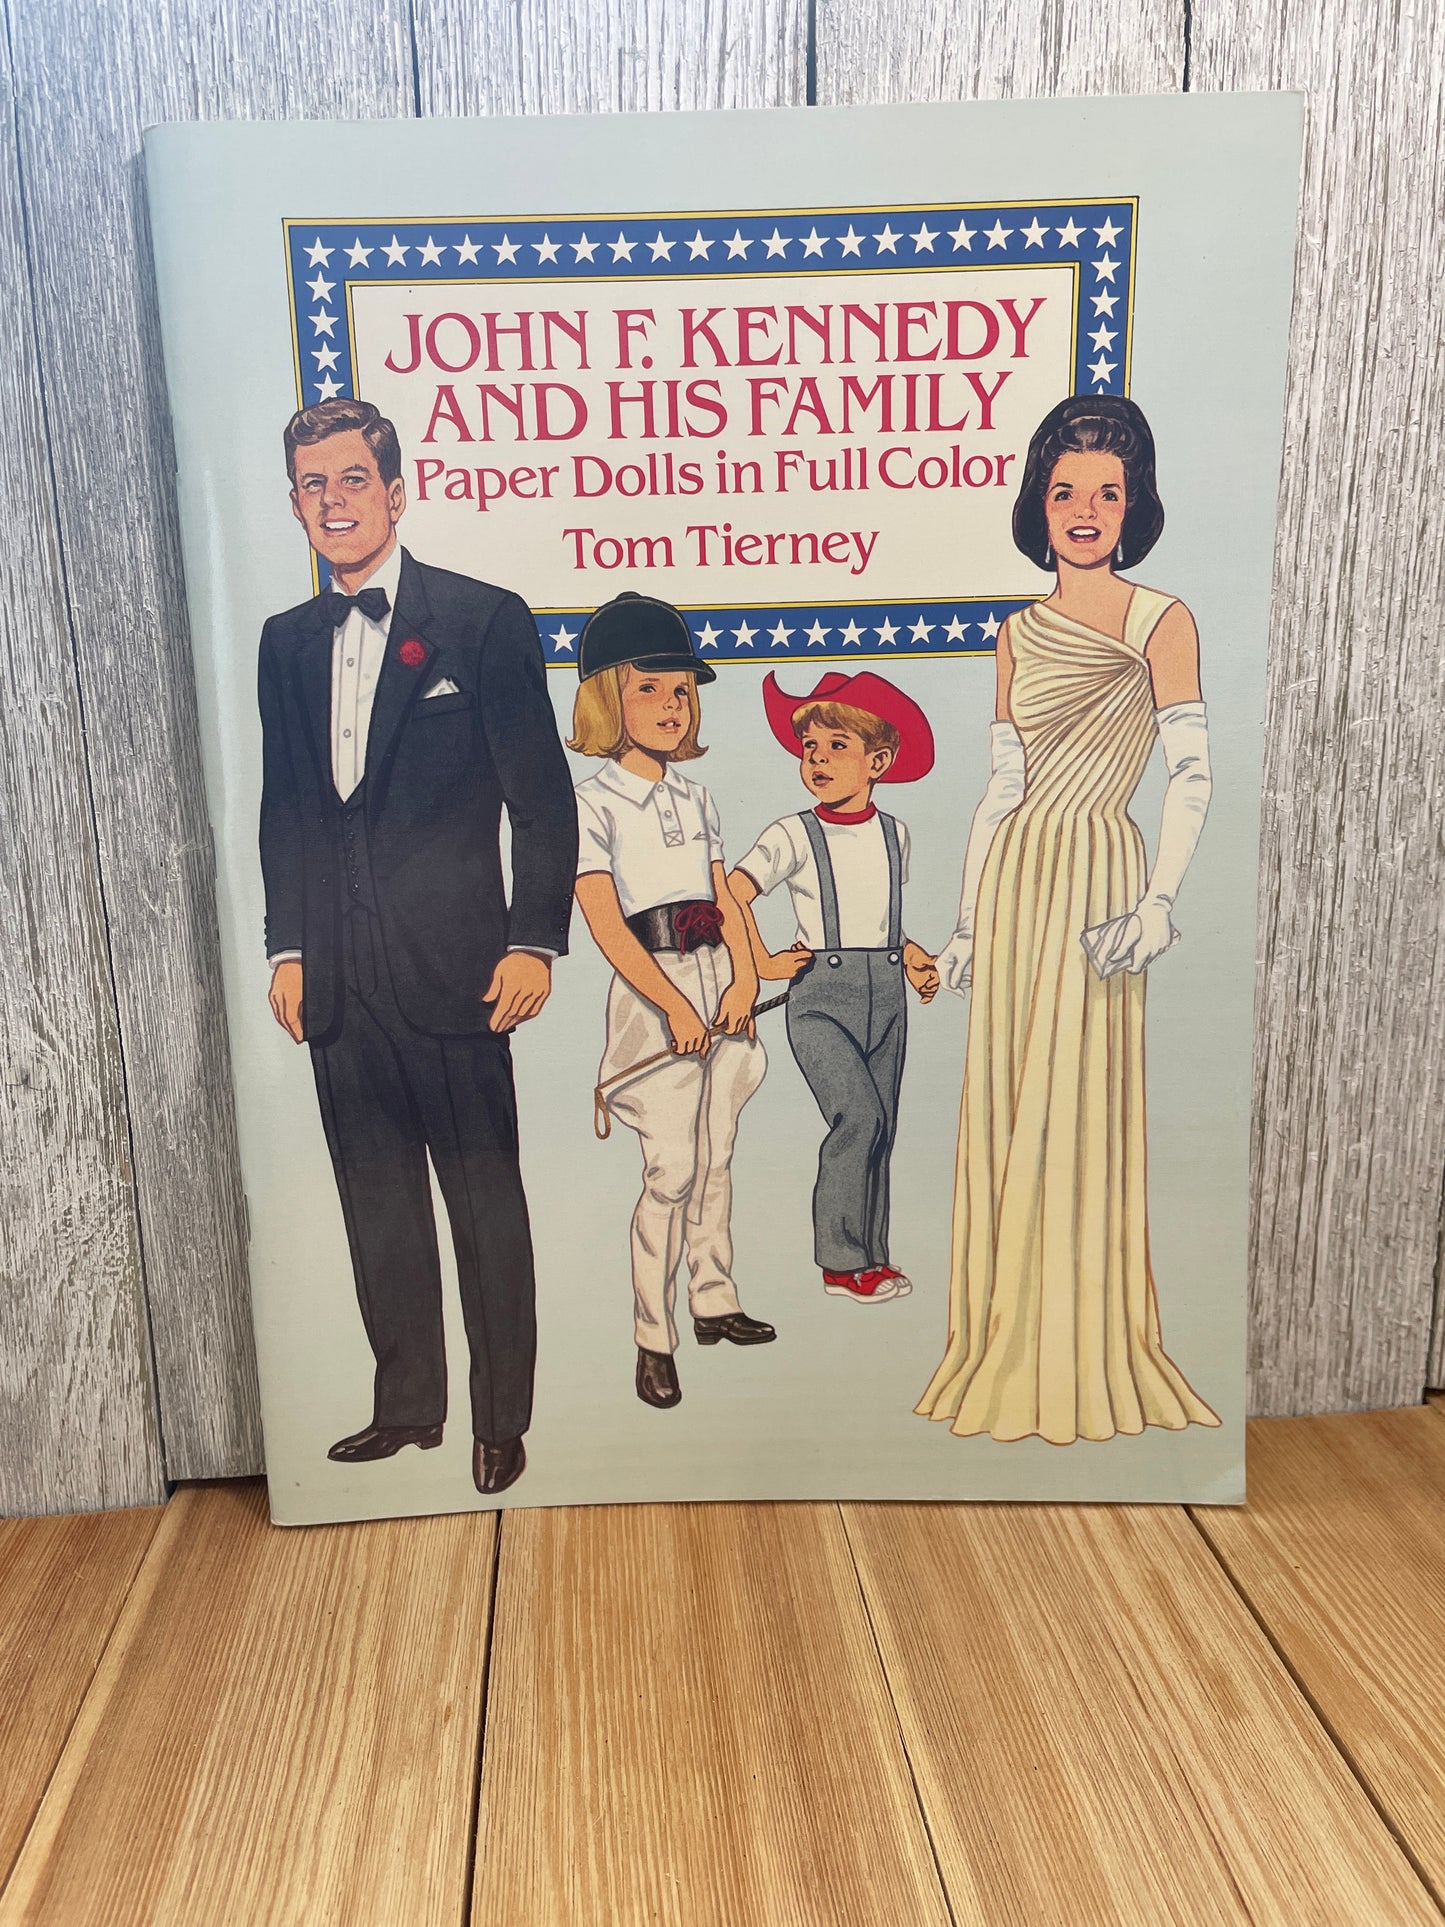 JOHN F. KENNEDY
AND HIS FAMILY
Paper Dolls in Full Color
Tom Tierney